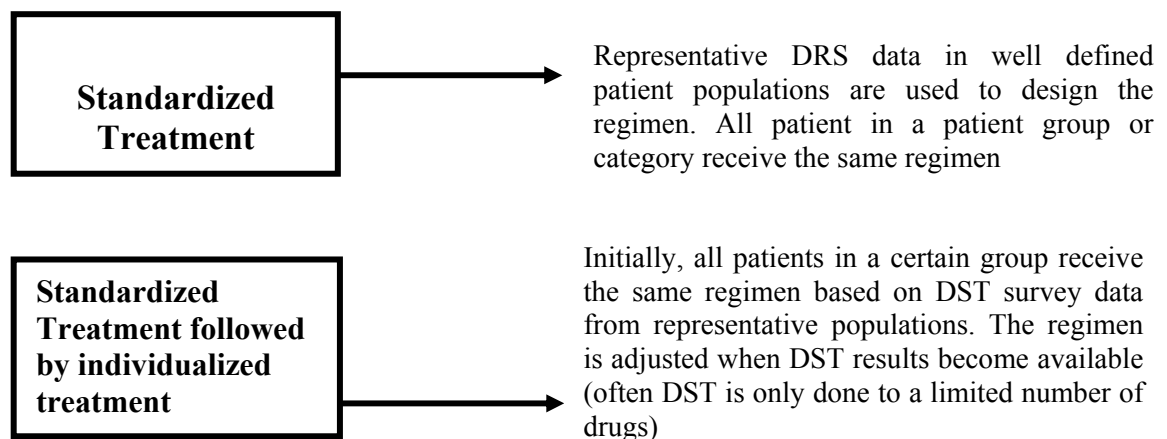 Standardized
Treatment
Representative DRS data in well defined
patient populations are used to design the
regimen. All patient in a patient group or
category receive the same regimen
Standardized
Treatment followed
by individualized
treatment
Initially, all patients in a certain group receive
the same regimen based on DST survey data
from representative populations. The regimen
is adjusted when DST results become available
(often DST is only done to a limited number of
drugs)